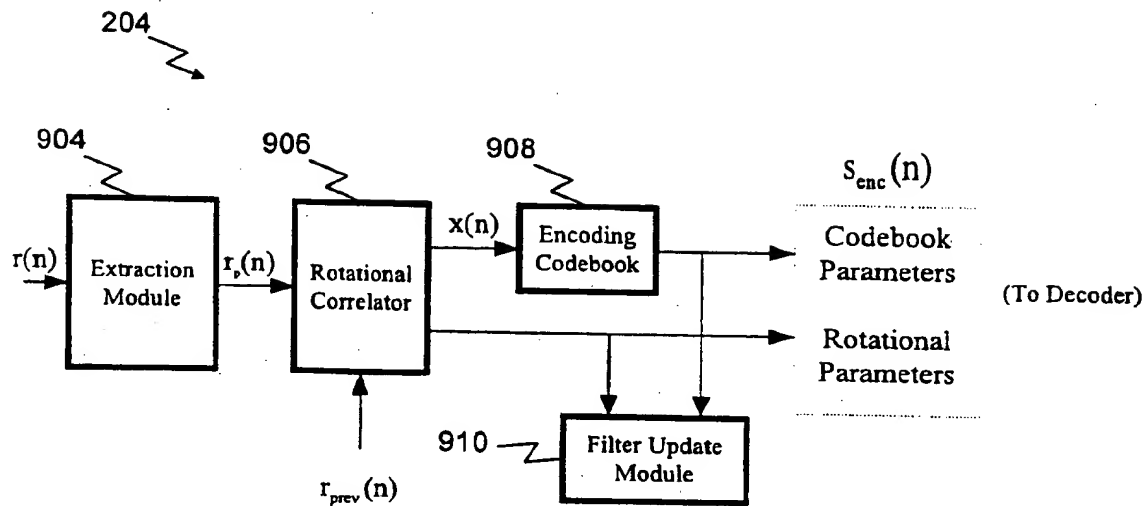 204
904
906
908
s_enc(n)
r(n)
Extraction
Module
r_p(n)
Rotational
Correlator
x(n)
Encoding
Codebook
Codebook
Parameters
(To Decoder)
Rotational
Parameters
910
Filter Update
Module
r_prev(n)